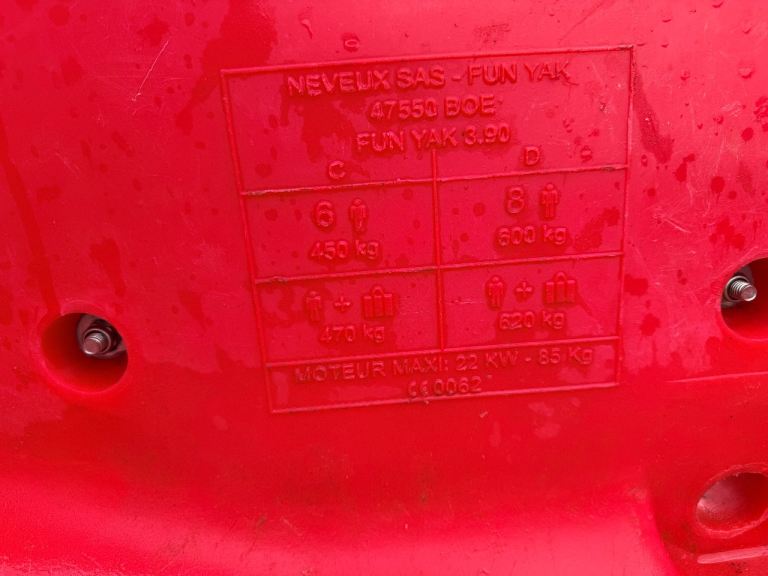 NEVEUX SAS - FUN YAK
47550 BOE
FUN YAK 3.90
C D
6 8
450 kg 600 kg
+ +
470 kg 620 kg
MOTEUR MAXI: 22 KW - 85 Kg
0062